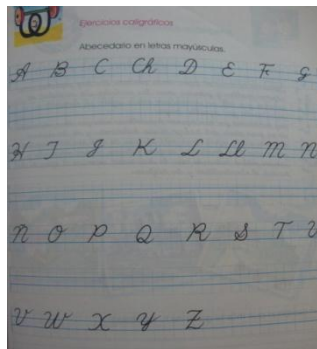 Ejercicios caligráficos
Abecedario en letras mayúsculas.
A B C Ch D E F G
H I J K L Ll M N
Ñ O P Q R S T U
V W X Y Z